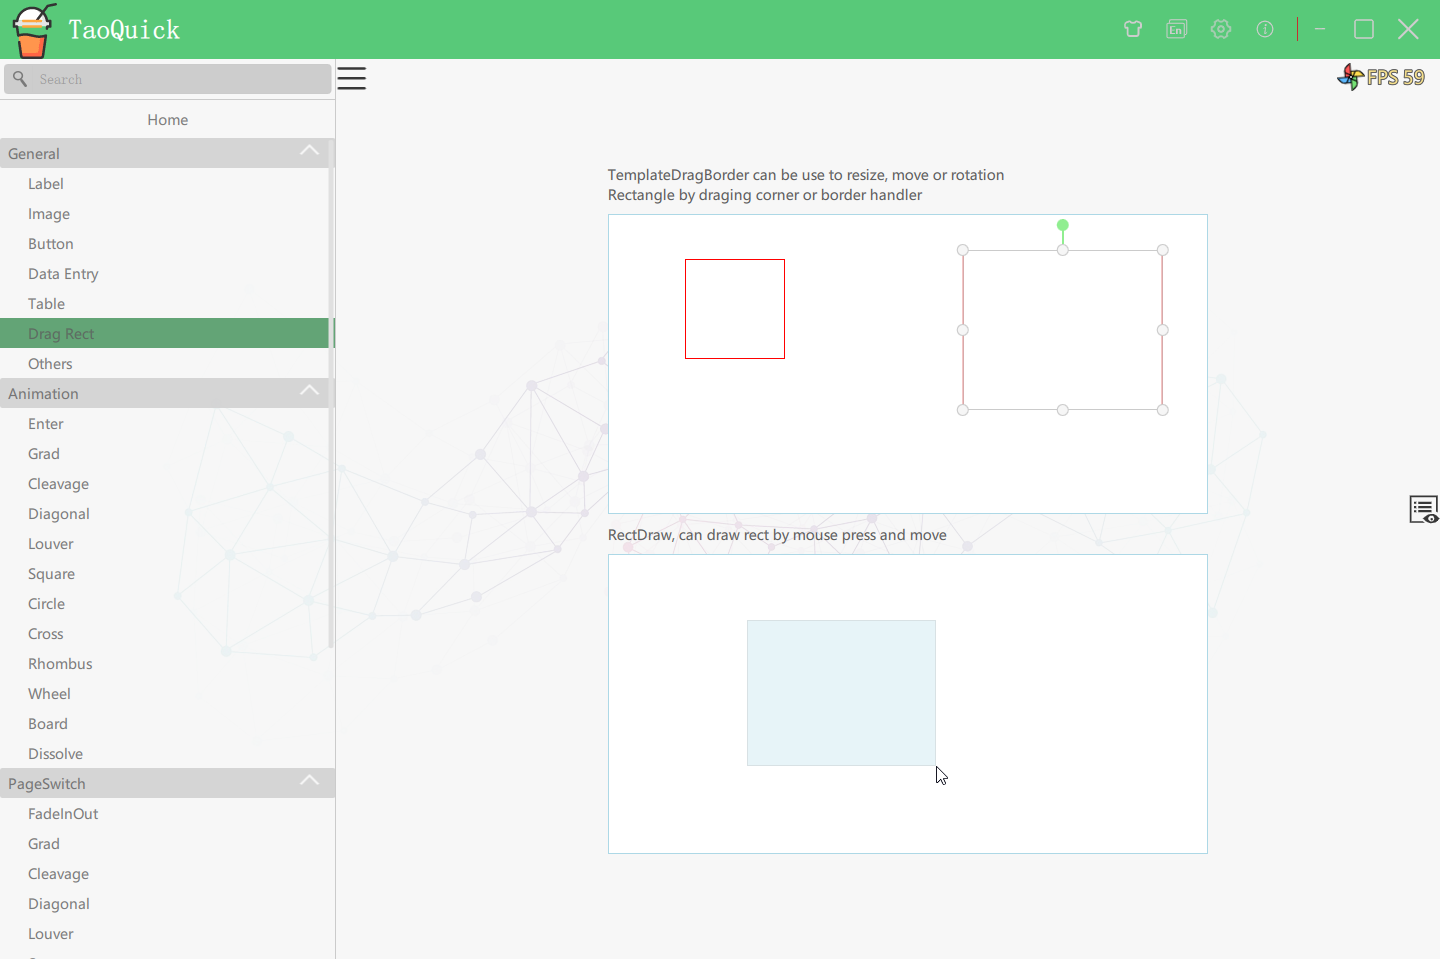 TaoQuick
En
Search
FPS 59
Home
General
Label
Image
Button
Data Entry
Table
Drag Rect
Others
Animation
Enter
Grad
Cleavage
Diagonal
Louver
Square
Circle
Cross
Rhombus
Wheel
Board
Dissolve
PageSwitch
FadeInOut
Grad
Cleavage
Diagonal
Louver
TemplateDragBorder can be use to resize, move or rotation
Rectangle by draging corner or border handler
RectDraw, can draw rect by mouse press and move